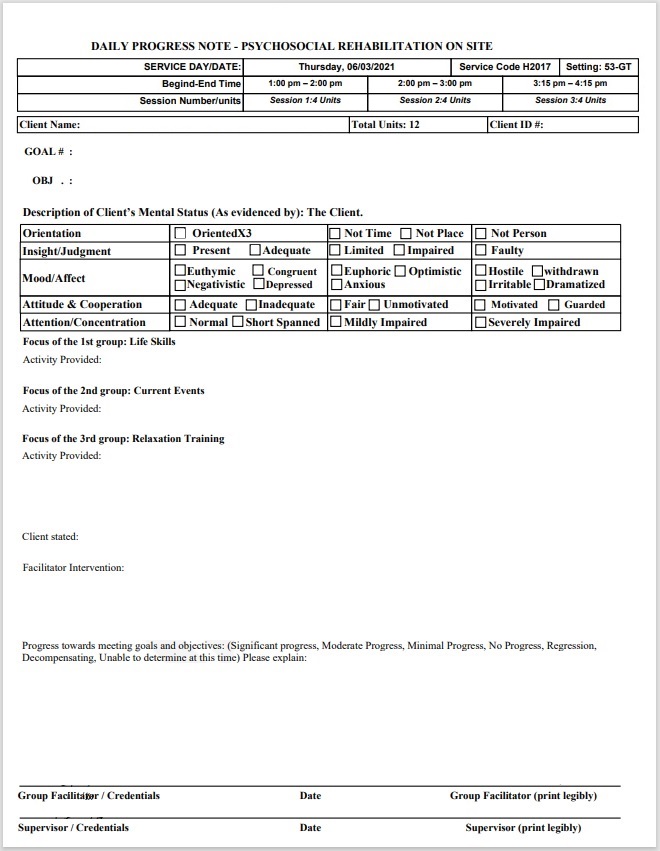 DAILY PROGRESS NOTE - PSYCHOSOCIAL REHABILITATION ON SITE
SERVICE DAY/DATE: Thursday, 06/03/2021 Service Code H2017 Setting: 53-GT
Begind-End Time 1:00 pm – 2:00 pm 2:00 pm – 3:00 pm 3:15 pm – 4:15 pm
Session Number/units Session 1:4 Units Session 2:4 Units Session 3:4 Units
Client Name: Total Units: 12 Client ID #:
GOAL # :
OBJ . :
Description of Client's Mental Status (As evidenced by): The Client.
Orientation OrientedX3 Not Time Not Place Not Person
Insight/Judgment Present Adequate Limited Impaired Faulty
Mood/Affect Euthymic Congruent Euphoric Optimistic Hostile withdrawn
Negativistic Depressed Anxious Irritable Dramatized
Attitude & Cooperation Adequate Inadequate Fair Unmotivated Motivated Guarded
Attention/Concentration Normal Short Spanned Mildly Impaired Severely Impaired
Focus of the 1st group: Life Skills
Activity Provided:
Focus of the 2nd group: Current Events
Activity Provided:
Focus of the 3rd group: Relaxation Training
Activity Provided:
Client stated:
Facilitator Intervention:
Progress towards meeting goals and objectives: (Significant progress, Moderate Progress, Minimal Progress, No Progress, Regression,
Decompensating, Unable to determine at this time) Please explain:
Group Facilitator / Credentials Date Group Facilitator (print legibly)
Supervisor / Credentials Date Supervisor (print legibly)